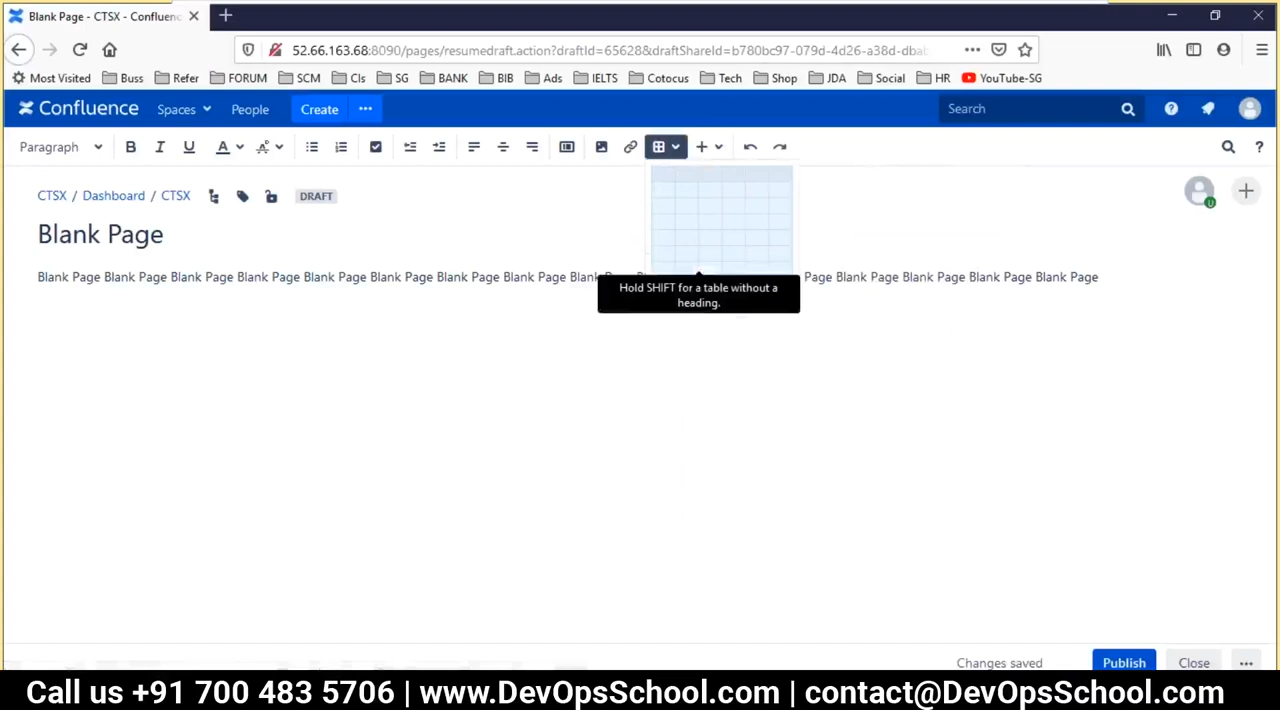 Blank Page - CTSX - Confluenc
52.66.163.68:8090/pages/resumedraft.action?draftId=65628&draftShareId=b780bc97-079d-4d26-a38d-dbab
Most Visited Buss Refer FORUM SCM CIs SG BANK BIB Ads IELTS Cotocus Tech Shop JDA Social HR YouTube-SG
Confluence Spaces People Create ••• Search
Paragraph B I U A
CTSX / Dashboard / CTSX DRAFT
Blank Page
Blank Page Blank Page Blank Page Blank Page Blank Page Blank Page Blank Page Blank Page Blank Page Blank Page Blank Page Blank Page Blank Page
Hold SHIFT for a table without a
heading.
Changes saved Publish Close •••
Call us +91 700 483 5706 | www.DevOpsSchool.com | contact@DevOpsSchool.com